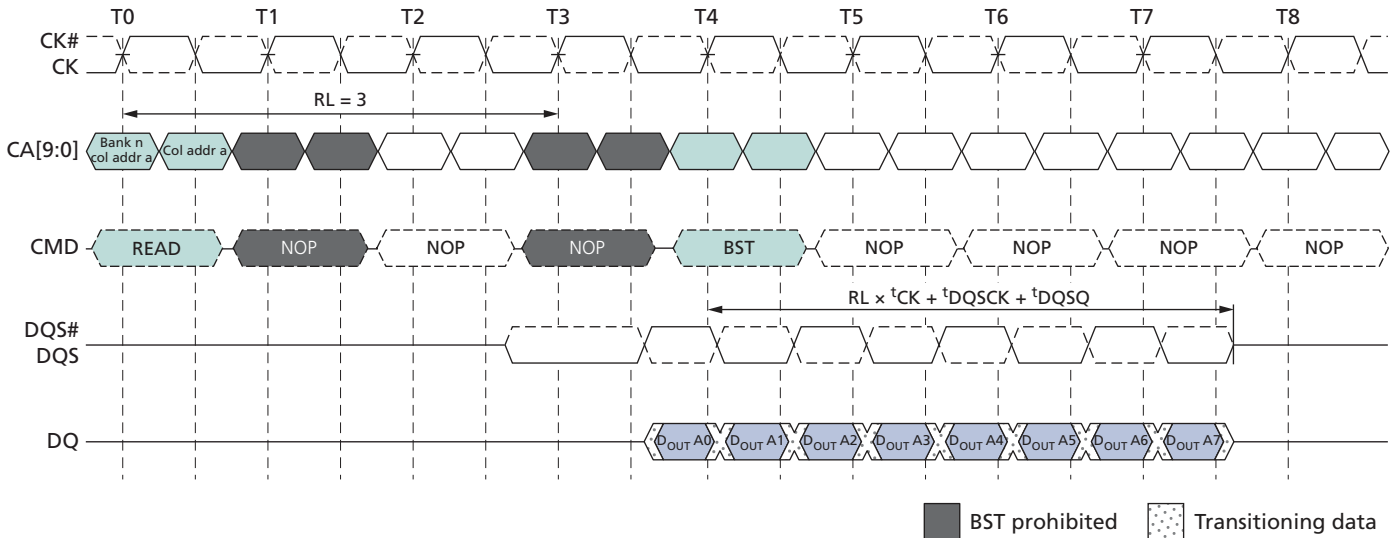 T0 T1 T2 T3 T4 T5 T6 T7 T8
CK#
CK
RL = 3
CA[9:0]
Bank n
col addr a
Col addr a
CMD READ NOP NOP NOP BST NOP NOP NOP NOP
RL × tCK + tDQSCK + tDQSQ
DQS#
DQS
DQ DOUT A0 DOUT A1 DOUT A2 DOUT A3 DOUT A4 DOUT A5 DOUT A6 DOUT A7
BST prohibited Transitioning data